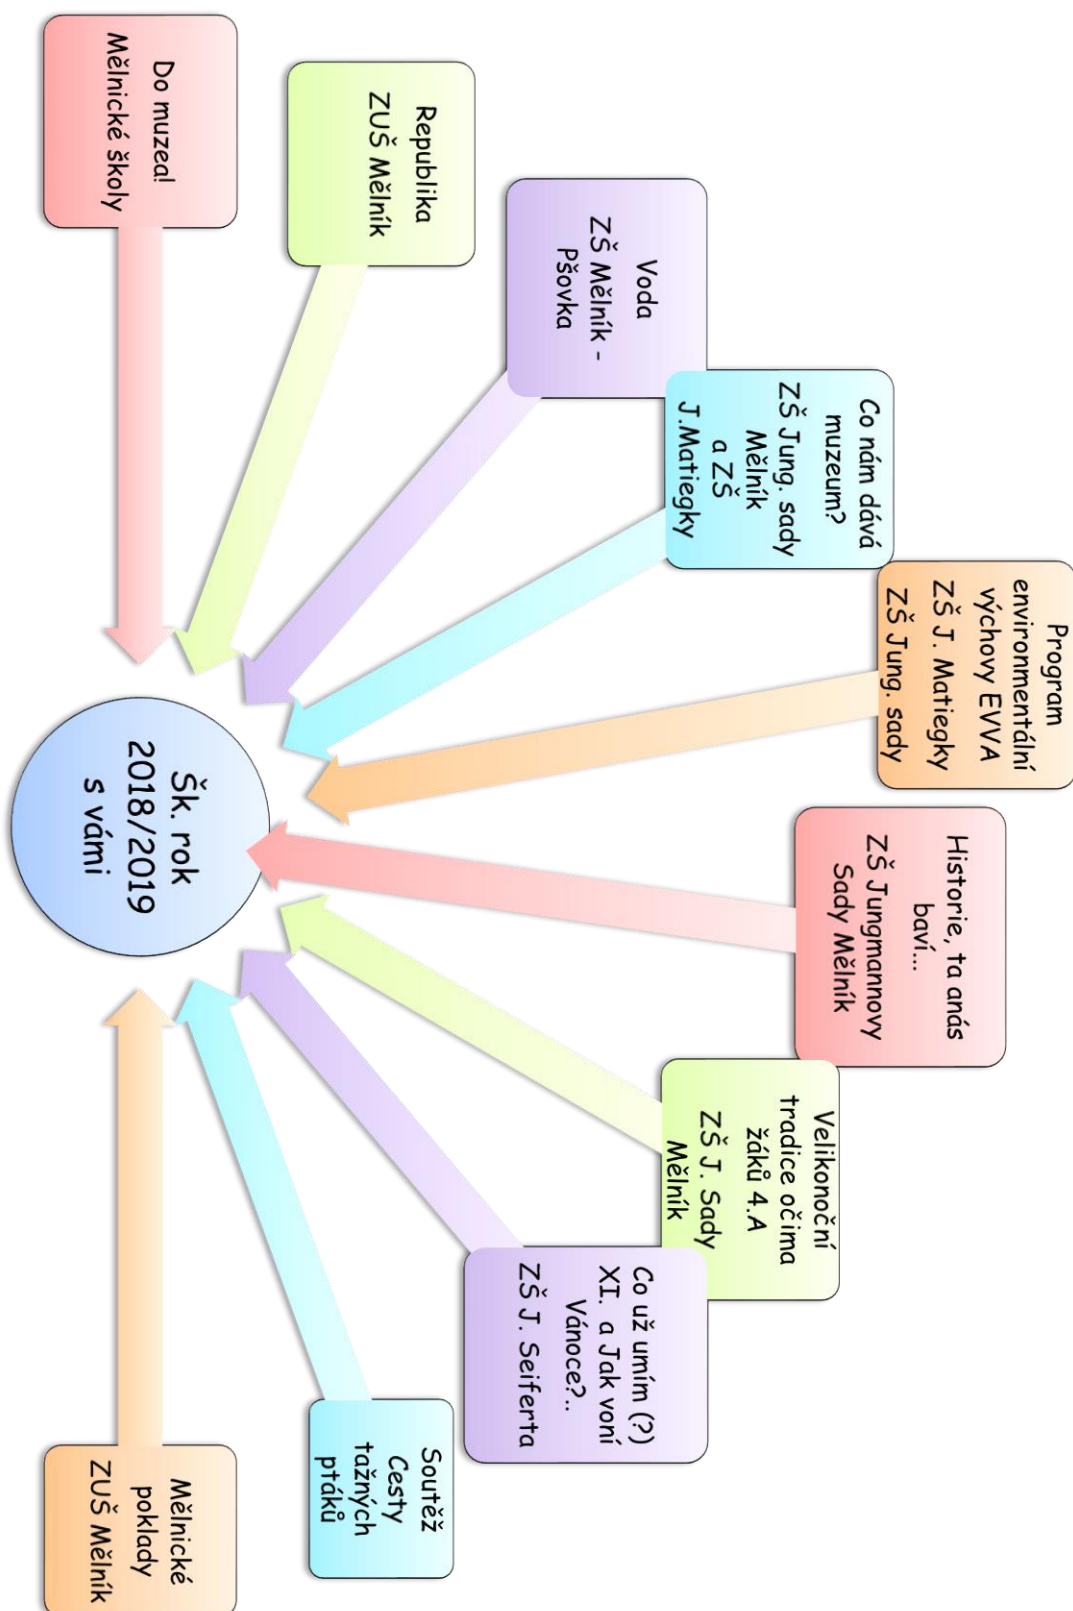 Do muzea!
Mělnické školy
Republika
ZUŠ Mělník
Voda
ZŠ Mělník -
Pšovka
Co nám dává
muzeum?
ZŠ Jung. sady
Mělník
a ZŠ
J.Matiegky
Program
environmentální
výchovy EVVA
ZŠ J. Matiegky
ZŠ Jung. sady
Historie, ta anás
baví...
ZŠ Jungmannovy
Sady Mělník
Velikonoční
tradice očima
žáků 4.A
ZŠ J. Sady
Mělník
Co už umím (?)
XI. a Jak voní
Vánoce?..
ZŠ J. Seiferta
Soutěž
Cesty
tažných
ptáků
Mělnické
poklady
ZUŠ Mělník
Šk. rok
2018/2019
s vámi